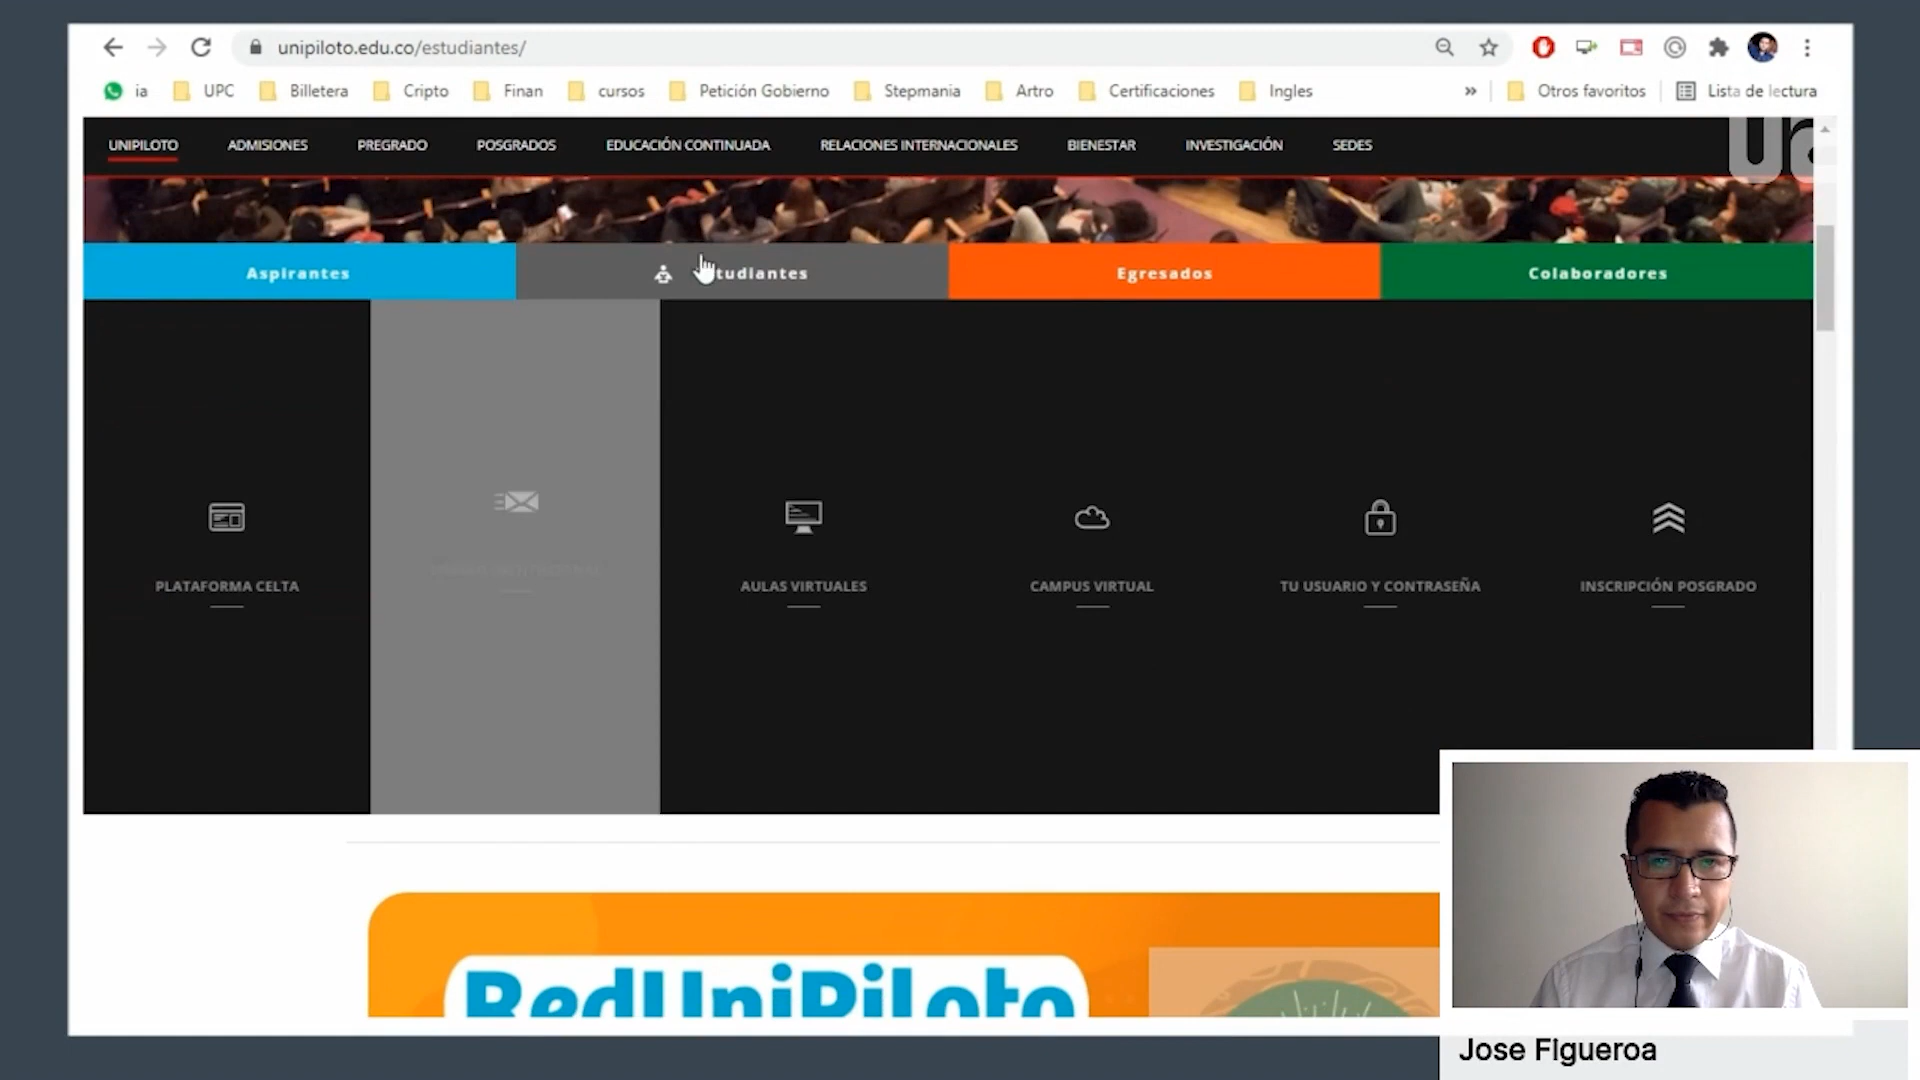 unipiloto.edu.co/estudiantes/
ia UPC Billetera Cripto Finan cursos Petición Gobierno Stepmania Artro Certificaciones Ingles » Otros favoritos Lista de lectura
UNIPILOTO ADMISIONES PREGRADO POSGRADOS EDUCACIÓN CONTINUADA RELACIONES INTERNACIONALES BIENESTAR INVESTIGACIÓN SEDES
Aspirantes tudiantes Egresados Colaboradores
PLATAFORMA CELTA AULAS VIRTUALES CAMPUS VIRTUAL TU USUARIO Y CONTRASEÑA INSCRIPCIÓN POSGRADO
RedUniPiloto
Jose Figueroa